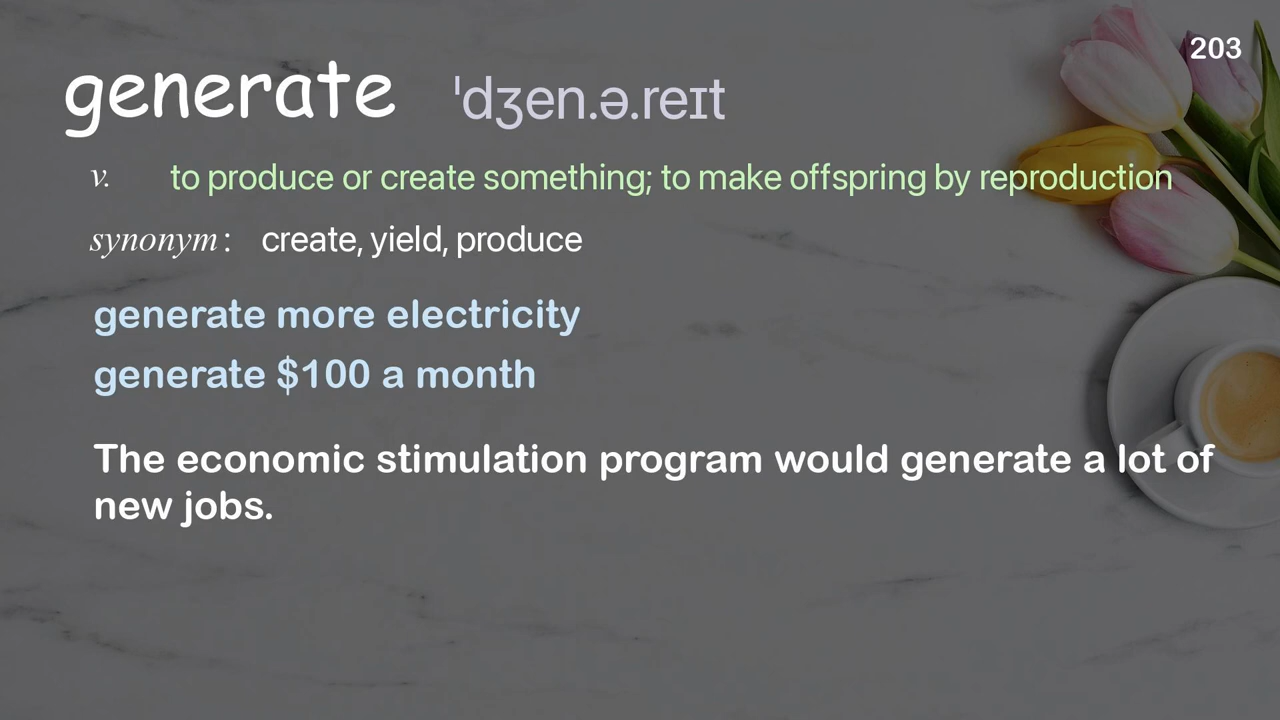 203
generate ˈdʒen.ə.reɪt
v. to produce or create something; to make offspring by reproduction
synonym : create, yield, produce
generate more electricity
generate $100 a month
The economic stimulation program would generate a lot of
new jobs.